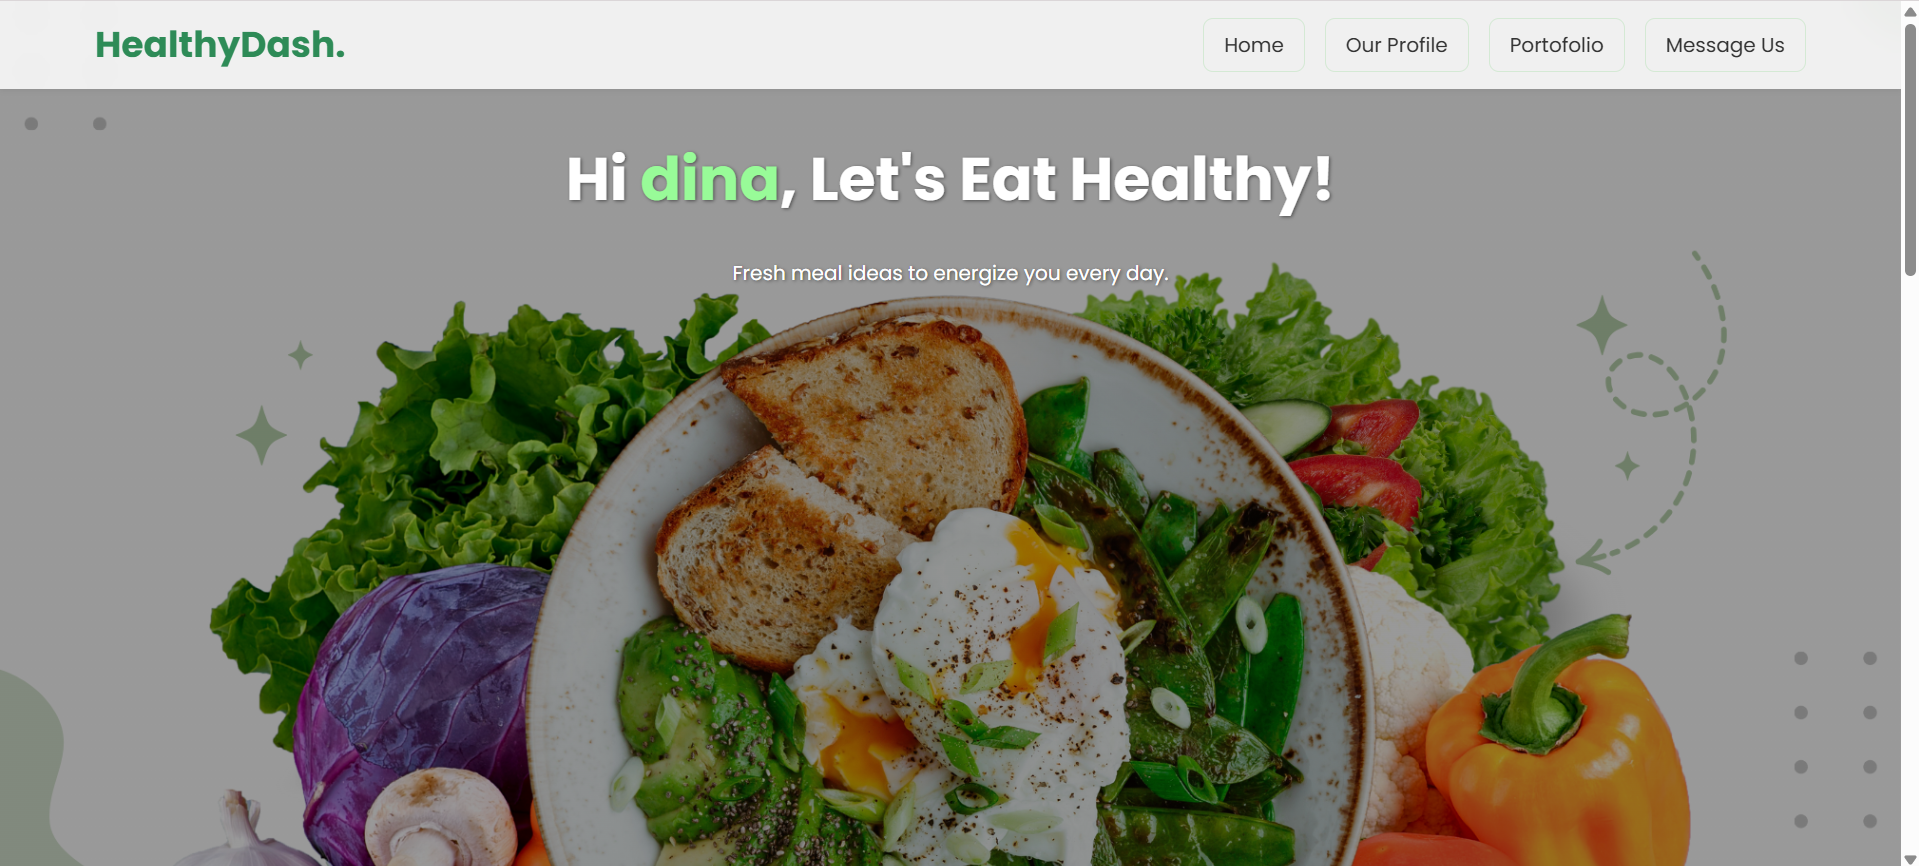 HealthyDash.
Home
Our Profile
Portofolio
Message Us
Hi dina, Let's Eat Healthy!
Fresh meal ideas to energize you every day.